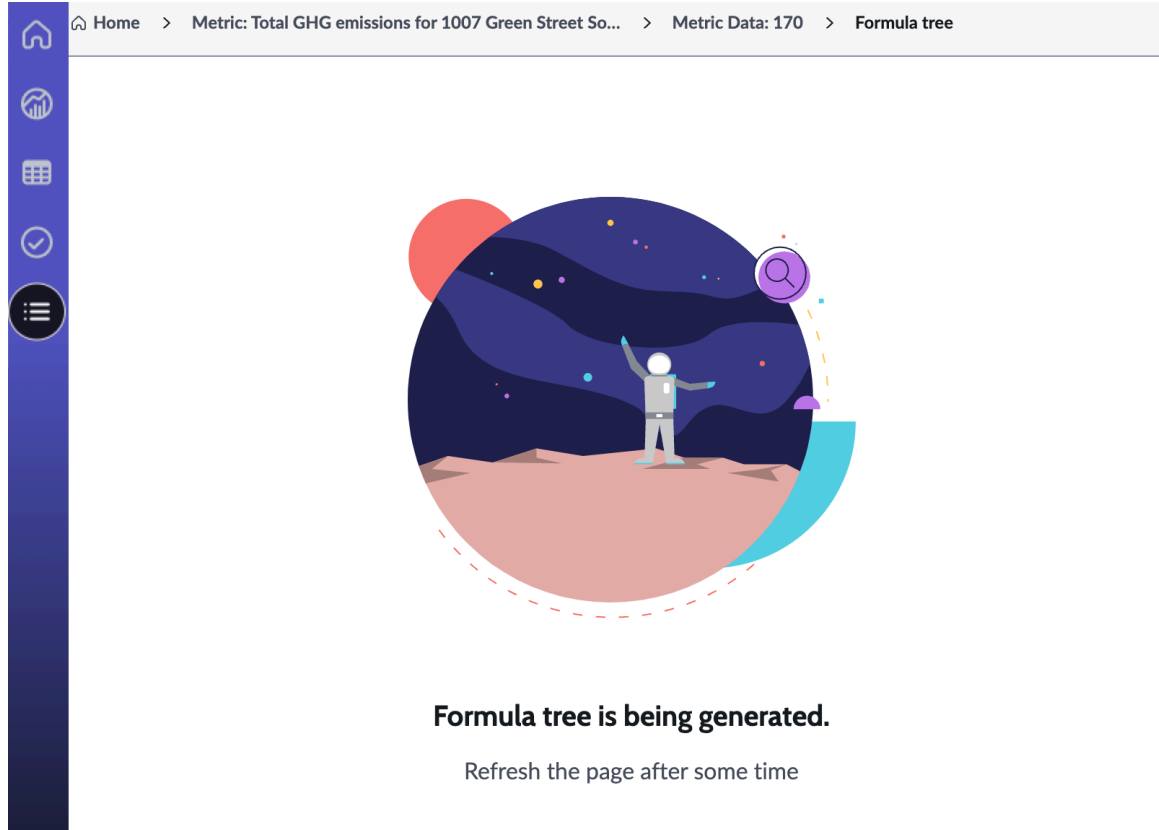 Home > Metric: Total GHG emissions for 1007 Green Street So... > Metric Data: 170 > Formula tree
Formula tree is being generated.
Refresh the page after some time